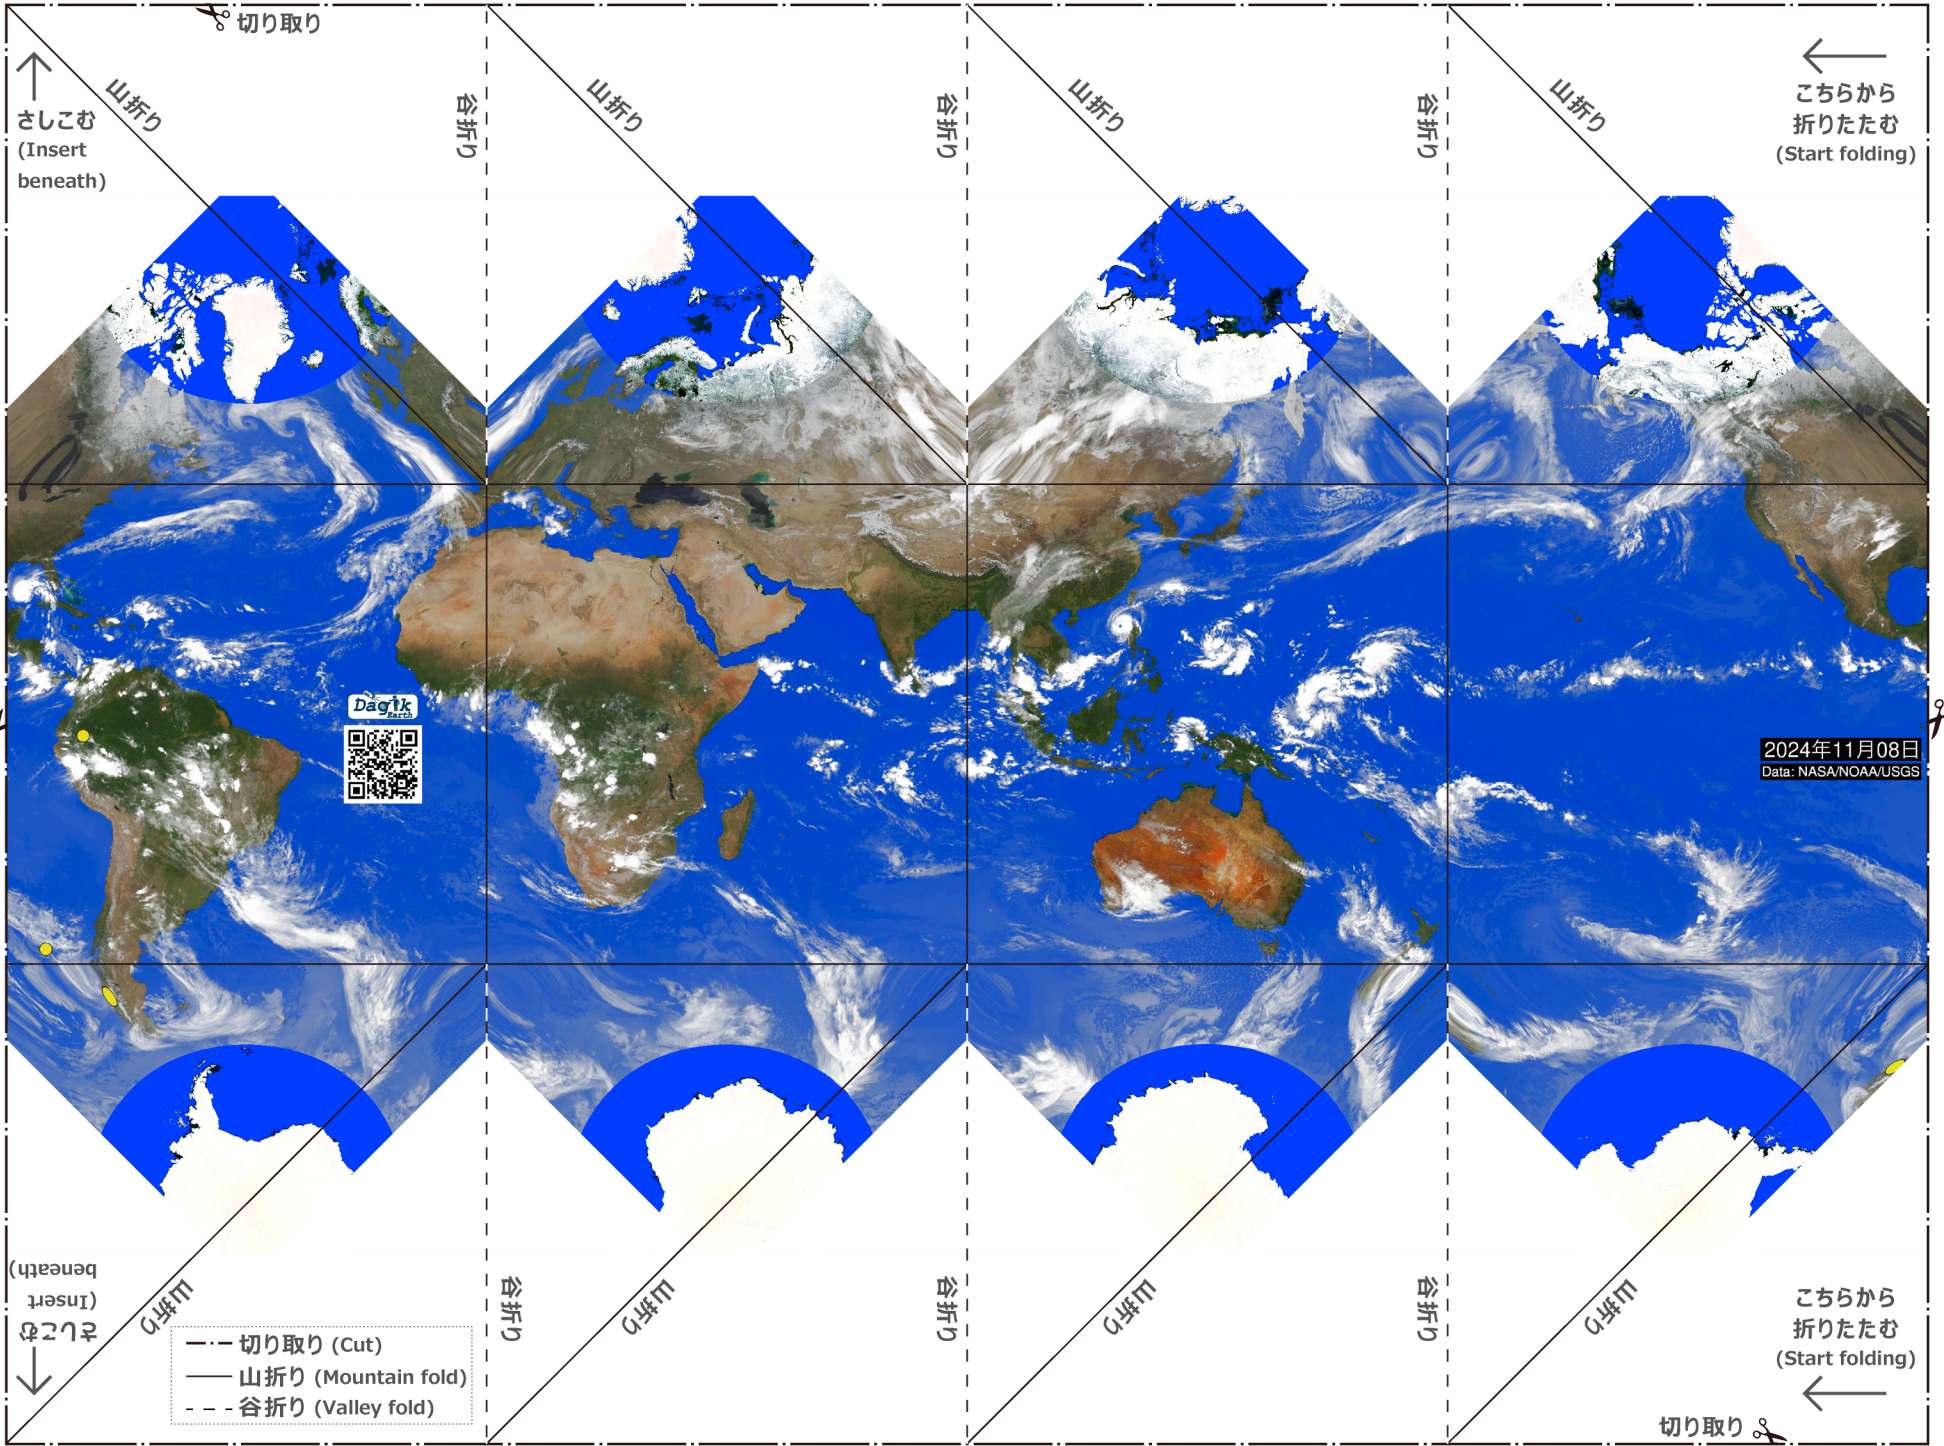 切り取り
山折り
谷折り
山折り
谷折り
山折り
谷折り
山折り
さしこむ
(Insert
beneath)
こちらから
折りたたむ
(Start folding)
Dagik
Earth
2024年11月08日
Data: NASA/NOAA/USGS
さしこむ
(Insert
beneath)
山折り
谷折り
山折り
谷折り
山折り
谷折り
山折り
こちらから
折りたたむ
(Start folding)
切り取り (Cut)
山折り (Mountain fold)
谷折り (Valley fold)
切り取り